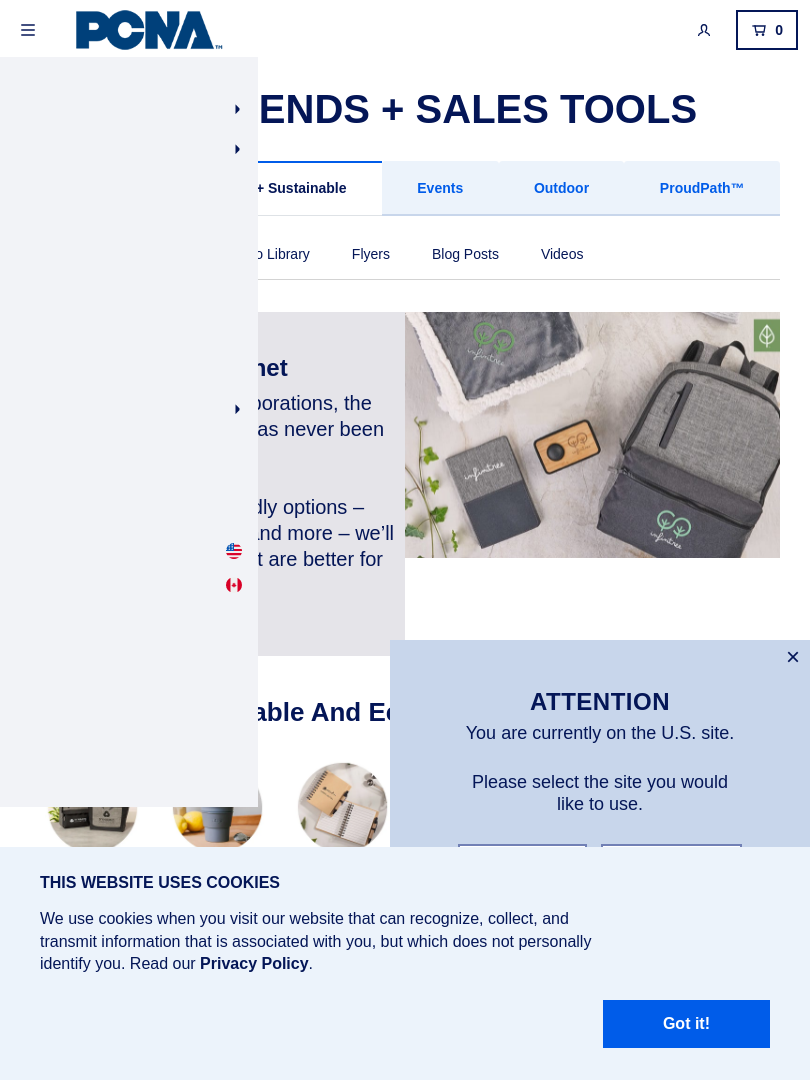 PCNA™
0
ENDS + SALES TOOLS
+ Sustainable
Events
Outdoor
ProudPath™
Library
Flyers
Blog Posts
Videos
net
porations, the
as never been
dly options –
and more – we'll
t are better for
infinitree
infinitree
infinitree
able And Ec
ATTENTION
You are currently on the U.S. site.
Please select the site you would
like to use.
THIS WEBSITE USES COOKIES
We use cookies when you visit our website that can recognize, collect, and
transmit information that is associated with you, but which does not personally
identify you. Read our Privacy Policy.
Got it!